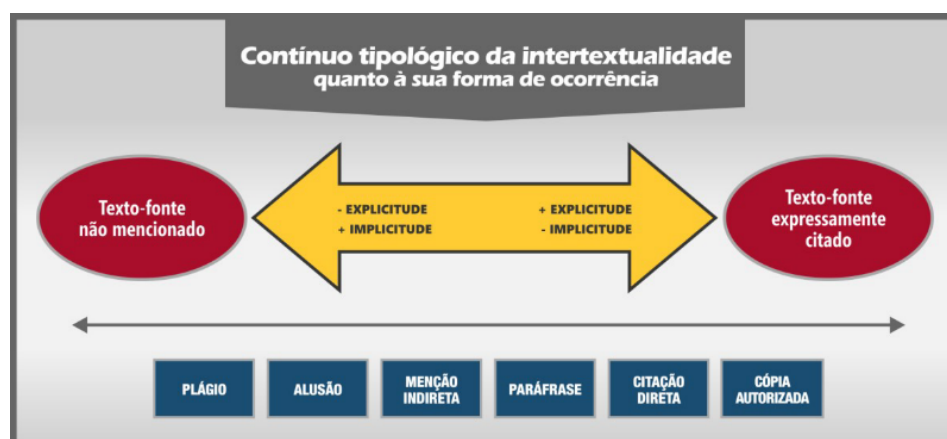 Contínuo tipológico da intertextualidade
quanto à sua forma de ocorrência
Texto-fonte
não mencionado
- EXPLICITUDE
+ IMPLICITUDE
+ EXPLICITUDE
- IMPLICITUDE
Texto-fonte
expressamente
citado
PLÁGIO
ALUSÃO
MENÇÃO
INDIRETA
PARÁFRASE
CITAÇÃO
DIRETA
CÓPIA
AUTORIZADA